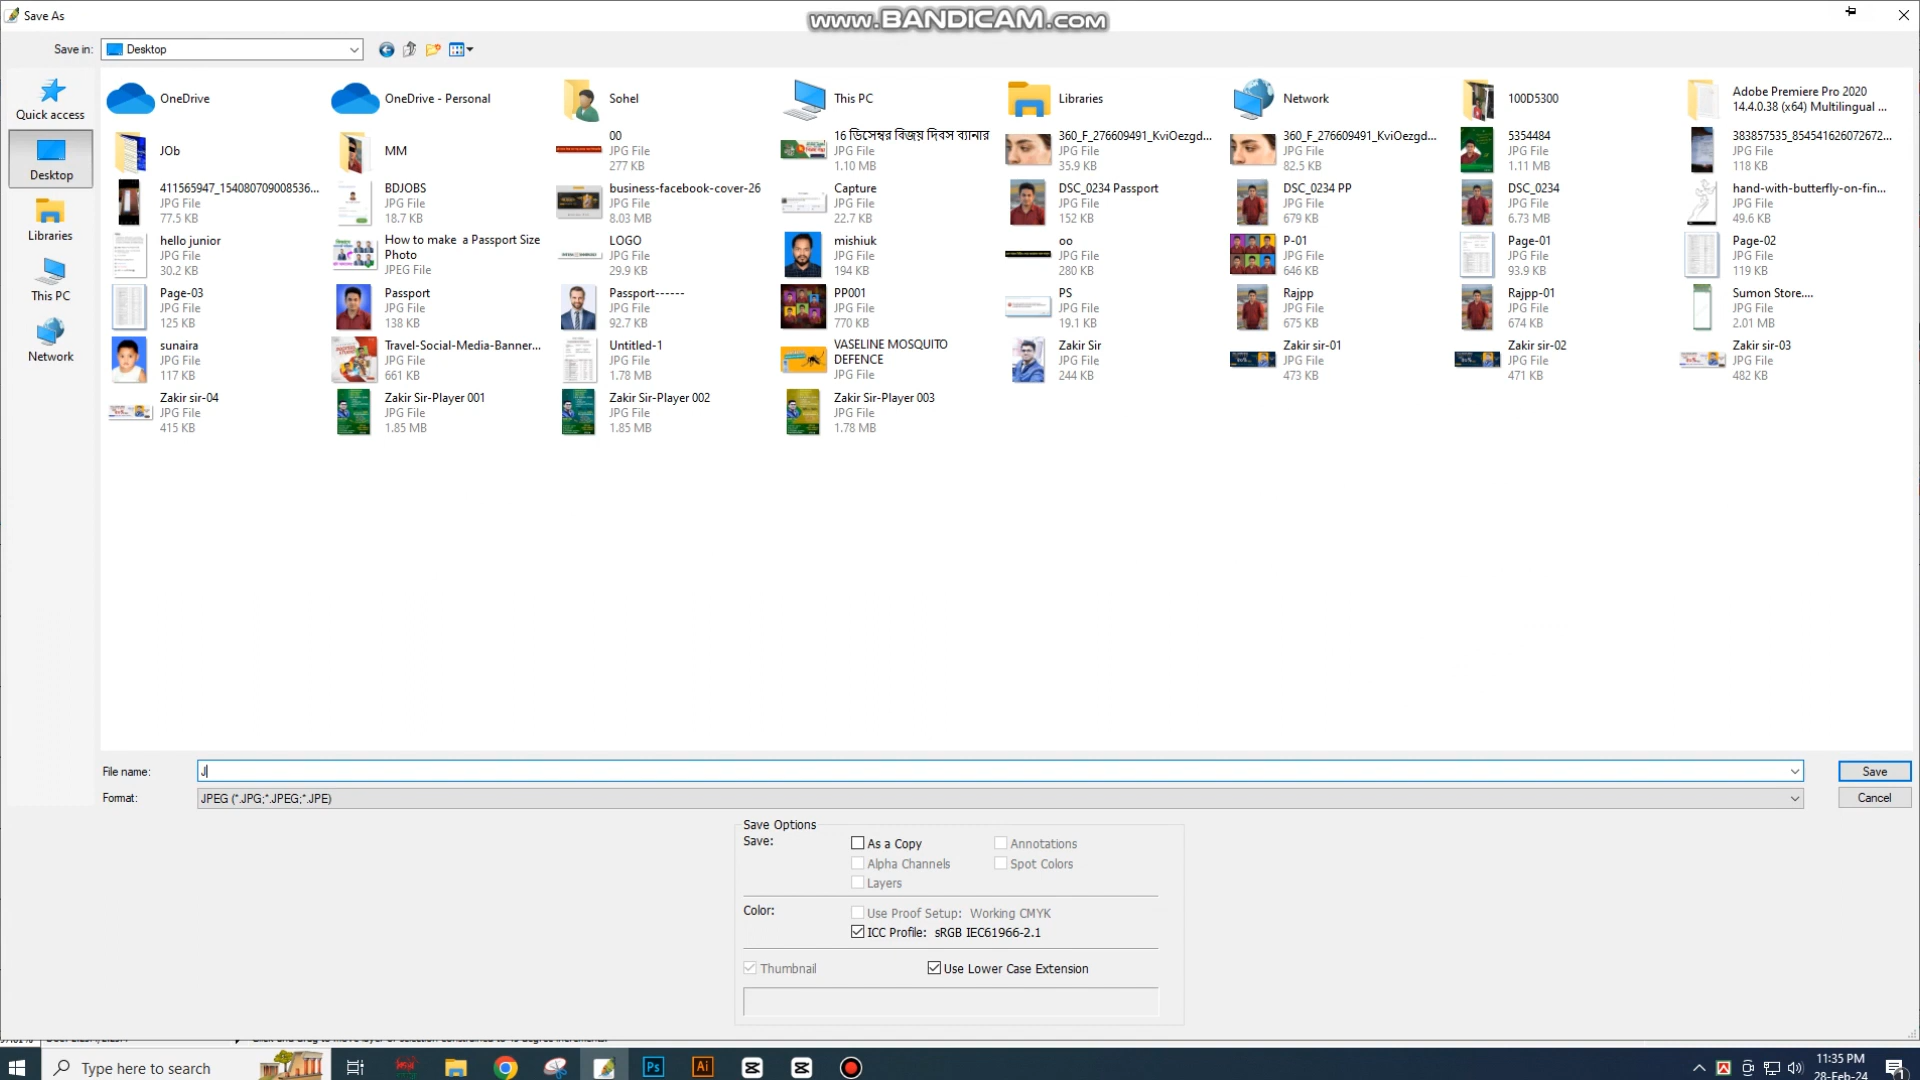 Save As
www.BANDICAM.com
Save in: Desktop
Quick access
Desktop
Libraries
This PC
Network
OneDrive
OneDrive - Personal
Sohel
This PC
Libraries
Network
100D5300
Adobe Premiere Pro 2020
14.4.0.38 (x64) Multilingual ...
JOb
MM
00
JPG File
277 KB
16 ডিসেম্বর বিজয় দিবস ব্যানার
JPG File
1.10 MB
360_F_276609491_KviOezgd...
JPG File
35.9 KB
360_F_276609491_KviOezgd...
JPG File
82.5 KB
5354484
JPG File
1.11 MB
383857535_854541626072672...
JPG File
118 KB
411565947_154080709008536...
JPG File
77.5 KB
BDJOBS
JPG File
18.7 KB
business-facebook-cover-26
JPG File
8.03 MB
Capture
JPG File
22.7 KB
DSC_0234 Passport
JPG File
152 KB
DSC_0234 PP
JPG File
679 KB
DSC_0234
JPG File
6.73 MB
hand-with-butterfly-on-fin...
JPG File
49.6 KB
hello junior
JPG File
30.2 KB
How to make a Passport Size
Photo
JPEG File
LOGO
JPG File
29.9 KB
mishiuk
JPG File
194 KB
oo
JPG File
280 KB
P-01
JPG File
646 KB
Page-01
JPG File
93.9 KB
Page-02
JPG File
119 KB
Page-03
JPG File
125 KB
Passport
JPG File
138 KB
Passport------
JPG File
92.7 KB
PP001
JPG File
770 KB
PS
JPG File
19.1 KB
Rajpp
JPG File
675 KB
Rajpp-01
JPG File
674 KB
Sumon Store....
JPG File
2.01 MB
sunaira
JPG File
117 KB
Travel-Social-Media-Banner...
JPG File
661 KB
Untitled-1
JPG File
1.78 MB
VASELINE MOSQUITO
DEFENCE
JPG File
Zakir Sir
JPG File
244 KB
Zakir sir-01
JPG File
473 KB
Zakir sir-02
JPG File
471 KB
Zakir sir-03
JPG File
482 KB
Zakir sir-04
JPG File
415 KB
Zakir Sir-Player 001
JPG File
1.85 MB
Zakir Sir-Player 002
JPG File
1.85 MB
Zakir Sir-Player 003
JPG File
1.78 MB
File name: J
Save
Format: JPEG (*.JPG;*.JPEG;*.JPE)
Cancel
Save Options
Save:
As a Copy
Annotations
Alpha Channels
Spot Colors
Layers
Color:
Use Proof Setup: Working CMYK
ICC Profile: sRGB IEC61966-2.1
Thumbnail
Use Lower Case Extension
Type here to search
Ps
Ai
11:35 PM
28-Feb-24
1